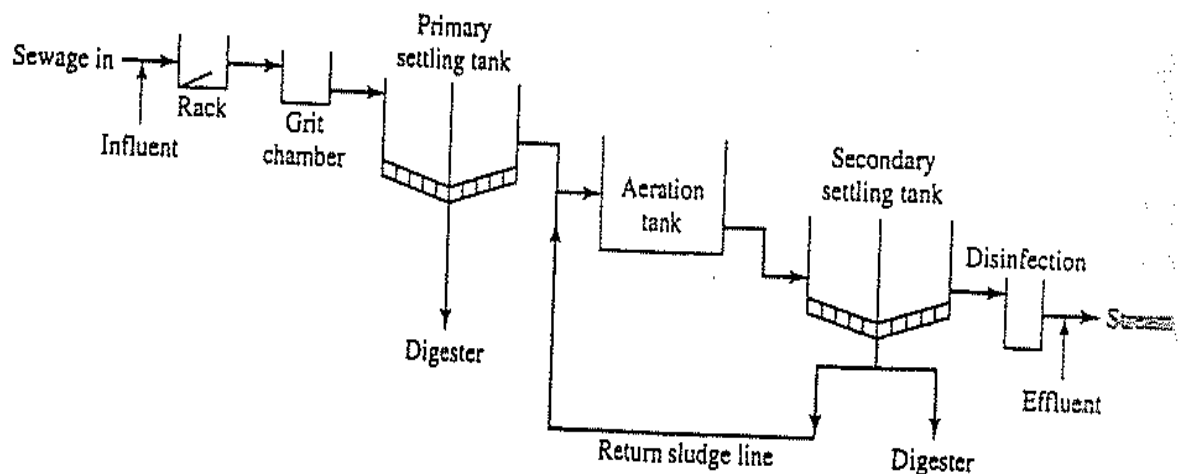 Sewage in
Influent
Rack
Grit
chamber
Primary
settling tank
Digester
Aeration
tank
Return sludge line
Secondary
settling tank
Digester
Disinfection
Effluent